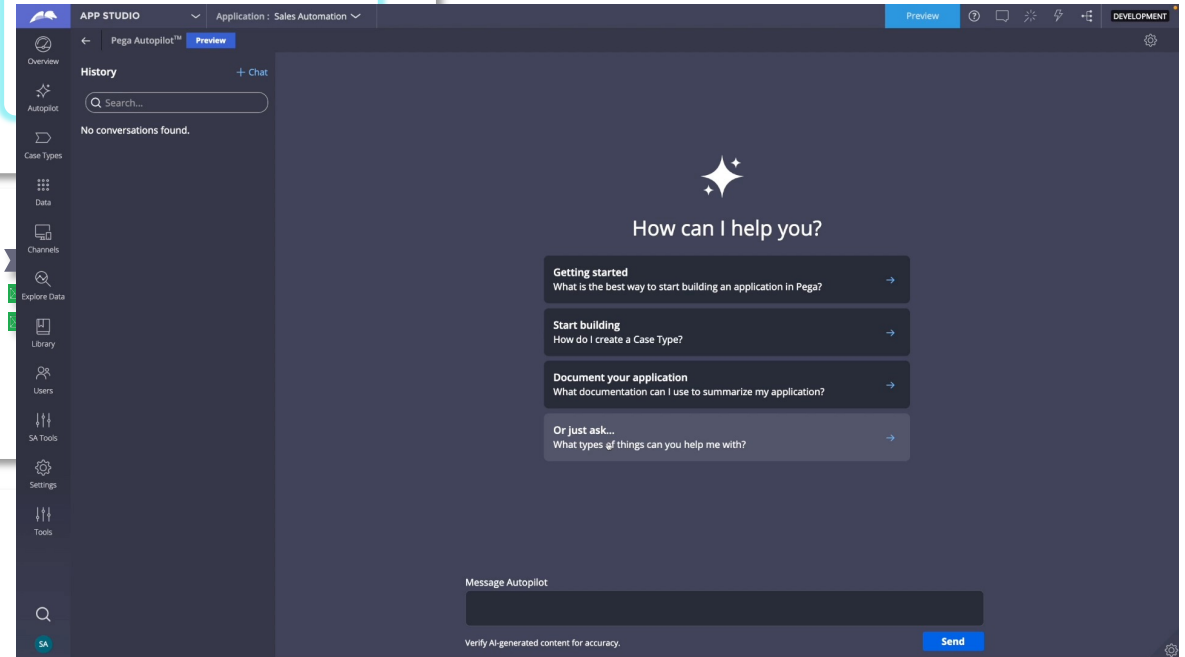 APP STUDIO
Application : Sales Automation
Preview
DEVELOPMENT
Pega Autopilot™ Preview
Overview
Autopilot
Case Types
Data
Channels
Explore Data
Library
Users
SA Tools
Settings
Tools
SA
History
+ Chat
Search...
No conversations found.
How can I help you?
Getting started
What is the best way to start building an application in Pega?
Start building
How do I create a Case Type?
Document your application
What documentation can I use to summarize my application?
Or just ask...
What types of things can you help me with?
Message Autopilot
Verify AI-generated content for accuracy.
Send